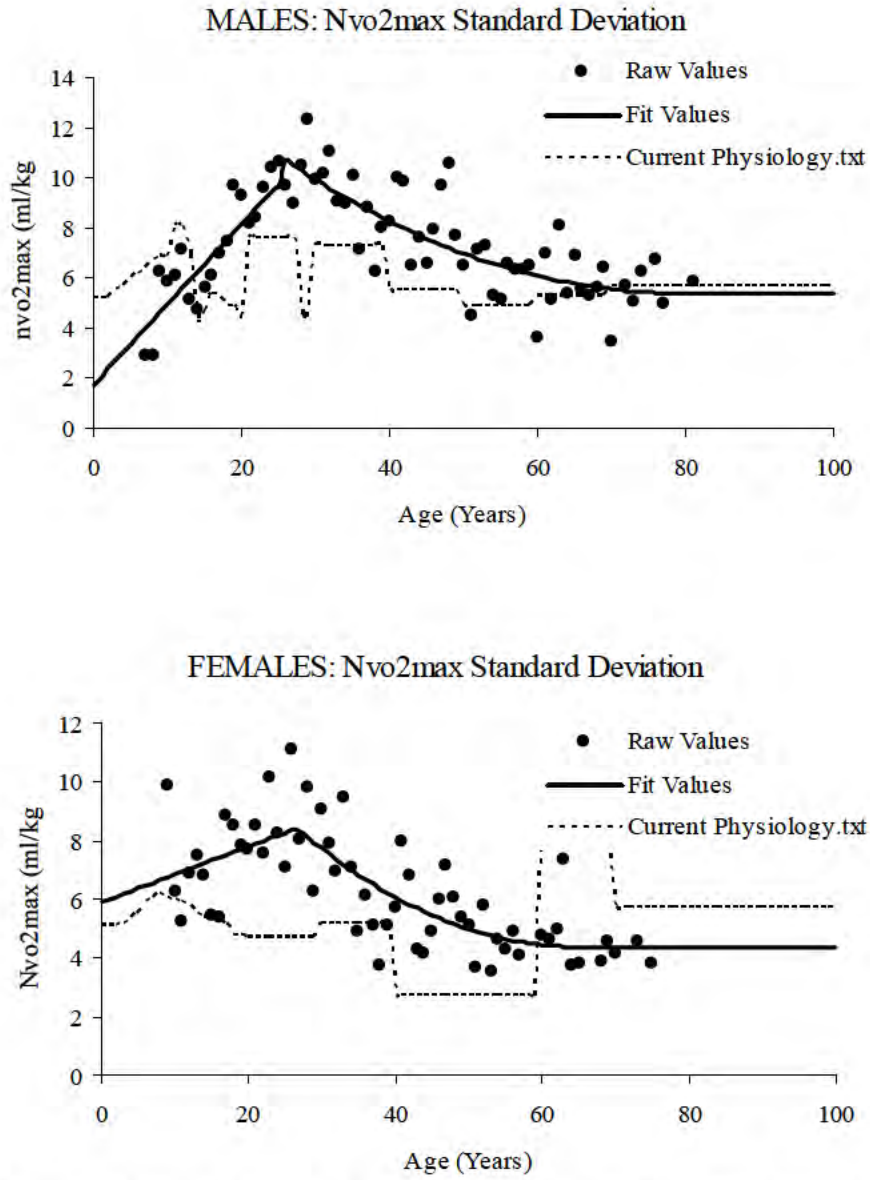 MALES: Nvo2max Standard Deviation
14
12
10
8
6
4
2
0
nvo2max (ml/kg)
Raw Values
Fit Values
Current Physiology.txt
0 20 40 60 80 100
Age (Years)
FEMALES: Nvo2max Standard Deviation
12
10
8
6
4
2
0
Nvo2max (ml/kg)
Raw Values
Fit Values
Current Physiology.txt
0 20 40 60 80 100
Age (Years)